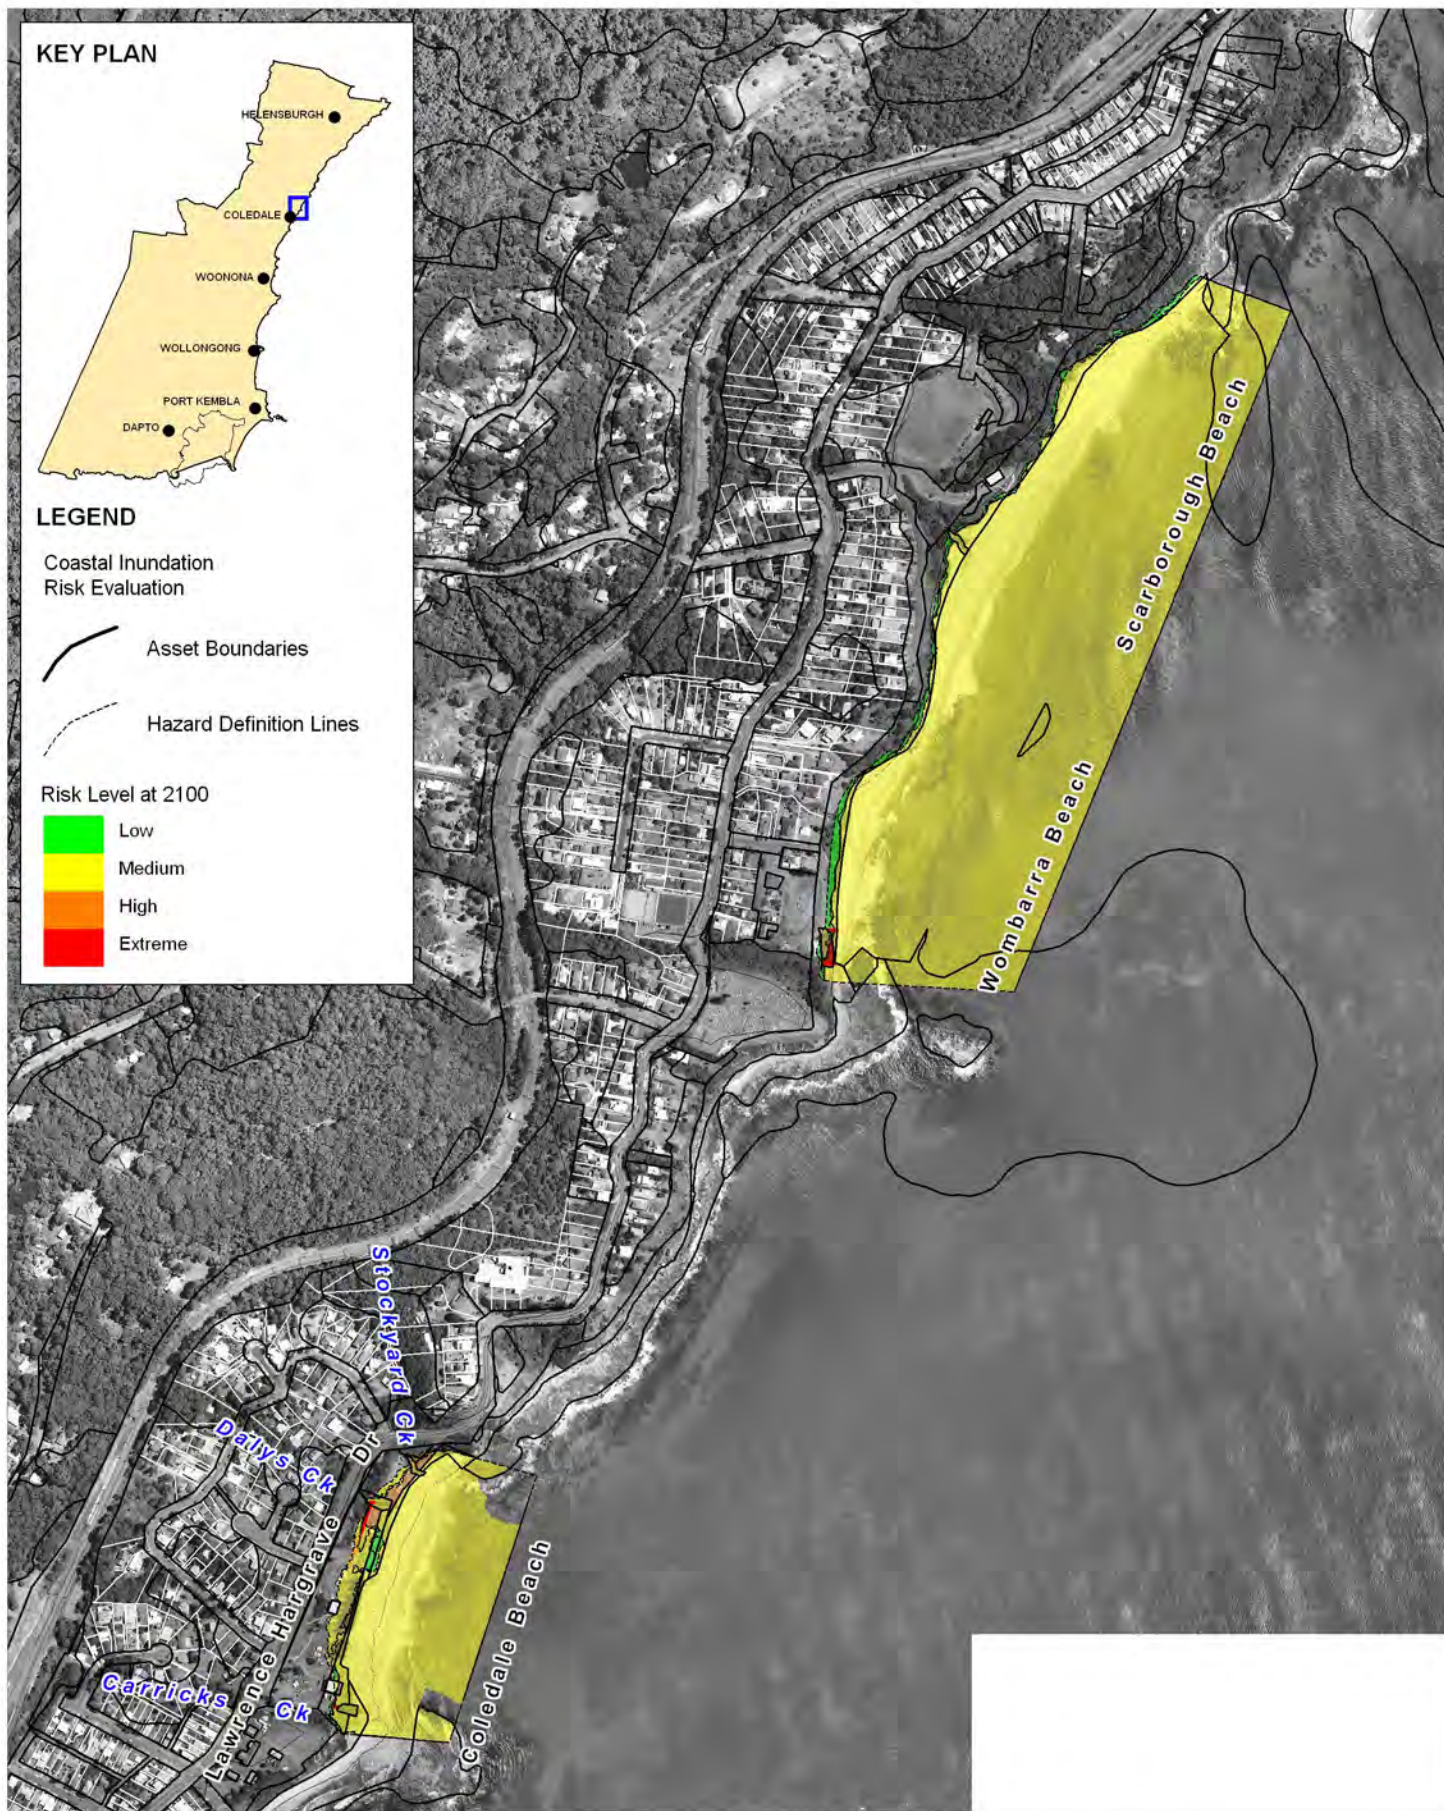 KEY PLAN
HELENSBURGH
COLEDALE
WOONONA
WOLLONGONG
PORT KEMBLA
DAPTO
LEGEND
Coastal Inundation
Risk Evaluation
Asset Boundaries
Hazard Definition Lines
Risk Level at 2100
Low
Medium
High
Extreme
Scarborough Beach
Wombarra Beach
Stockyard Ck
Dalys Ck
Lawrence Hargrave Dr
Carricks Ck
Coledale Beach